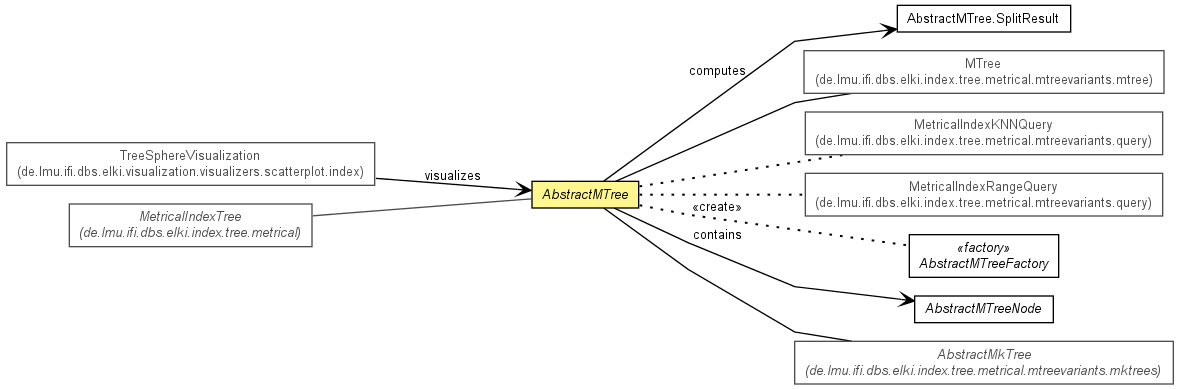 AbstractMTree.SplitResult
computes
MTree
(de.lmu.ifi.dbs.elki.index.tree.metrical.mtreevariants.mtree)
MetricalIndexKNNQuery
(de.lmu.ifi.dbs.elki.index.tree.metrical.mtreevariants.query)
TreeSphereVisualization
(de.lmu.ifi.dbs.elki.visualization.visualizers.scatterplot.index)
visualizes
AbstractMTree
MetricalIndexRangeQuery
(de.lmu.ifi.dbs.elki.index.tree.metrical.mtreevariants.query)
MetricalIndexTree
(de.lmu.ifi.dbs.elki.index.tree.metrical)
«create»
contains
«factory»
AbstractMTreeFactory
AbstractMTreeNode
AbstractMkTree
(de.lmu.ifi.dbs.elki.index.tree.metrical.mtreevariants.mktrees)